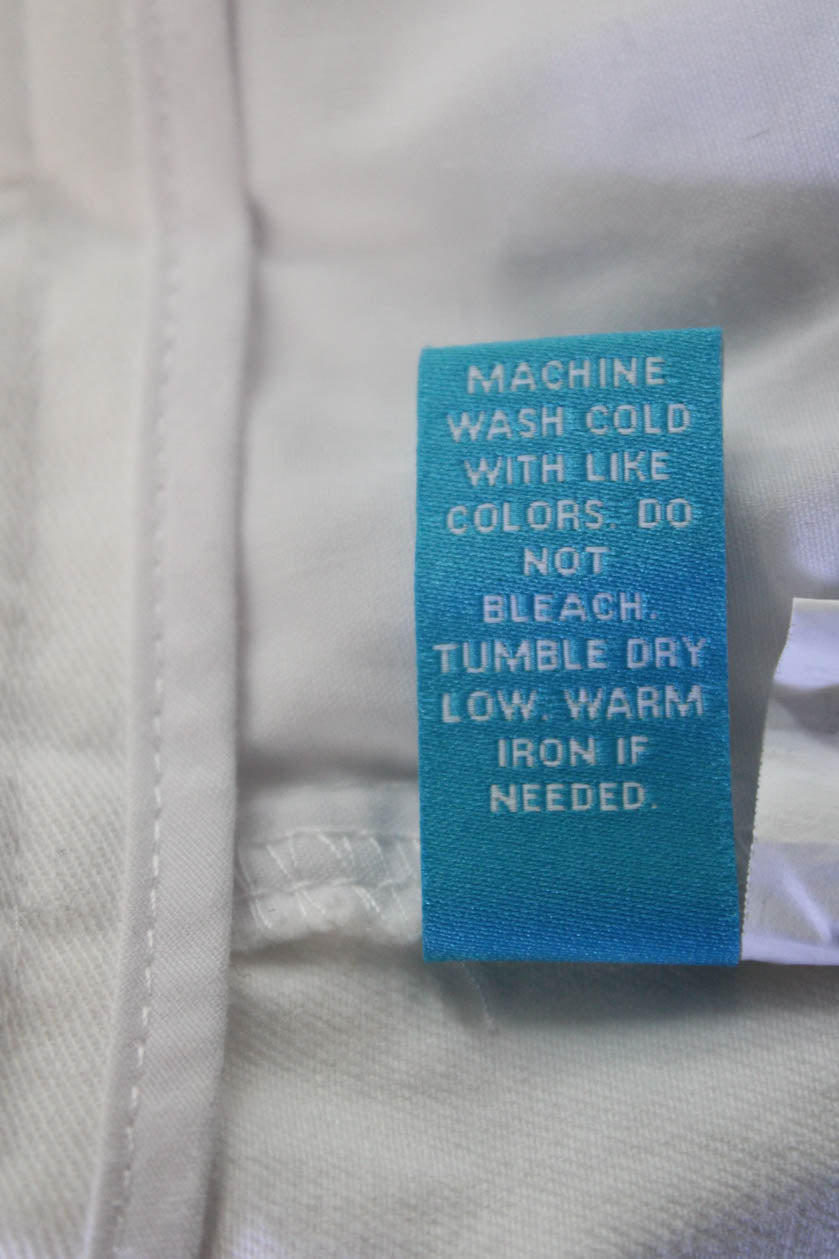 MACHINE
WASH COLD
WITH LIKE
COLORS. DO
NOT
BLEACH.
TUMBLE DRY
LOW. WARM
IRON IF
NEEDED.